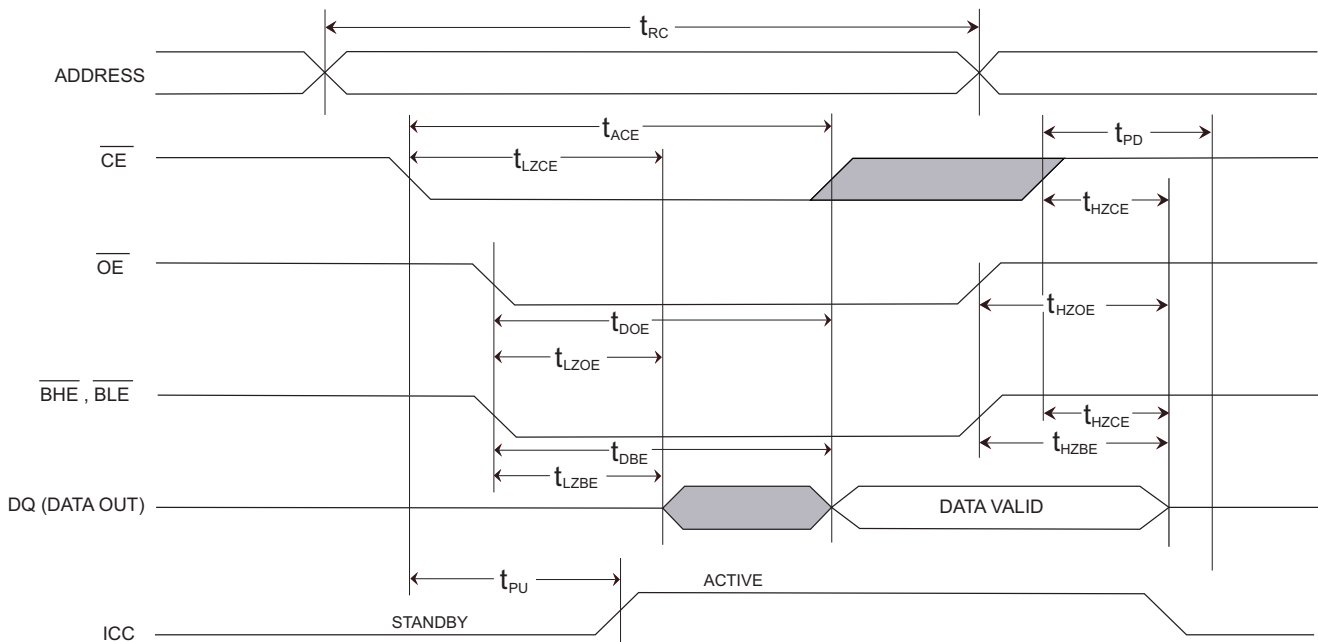 tRC
ADDRESS
tACE
tPD
CE
tLZCE
tHZCE
OE
tHZOE
tDOE
tLZOE
BHE , BLE
tHZCE
tHZBE
tDBE
tLZBE
DQ (DATA OUT)
DATA VALID
tPU
ACTIVE
STANDBY
ICC